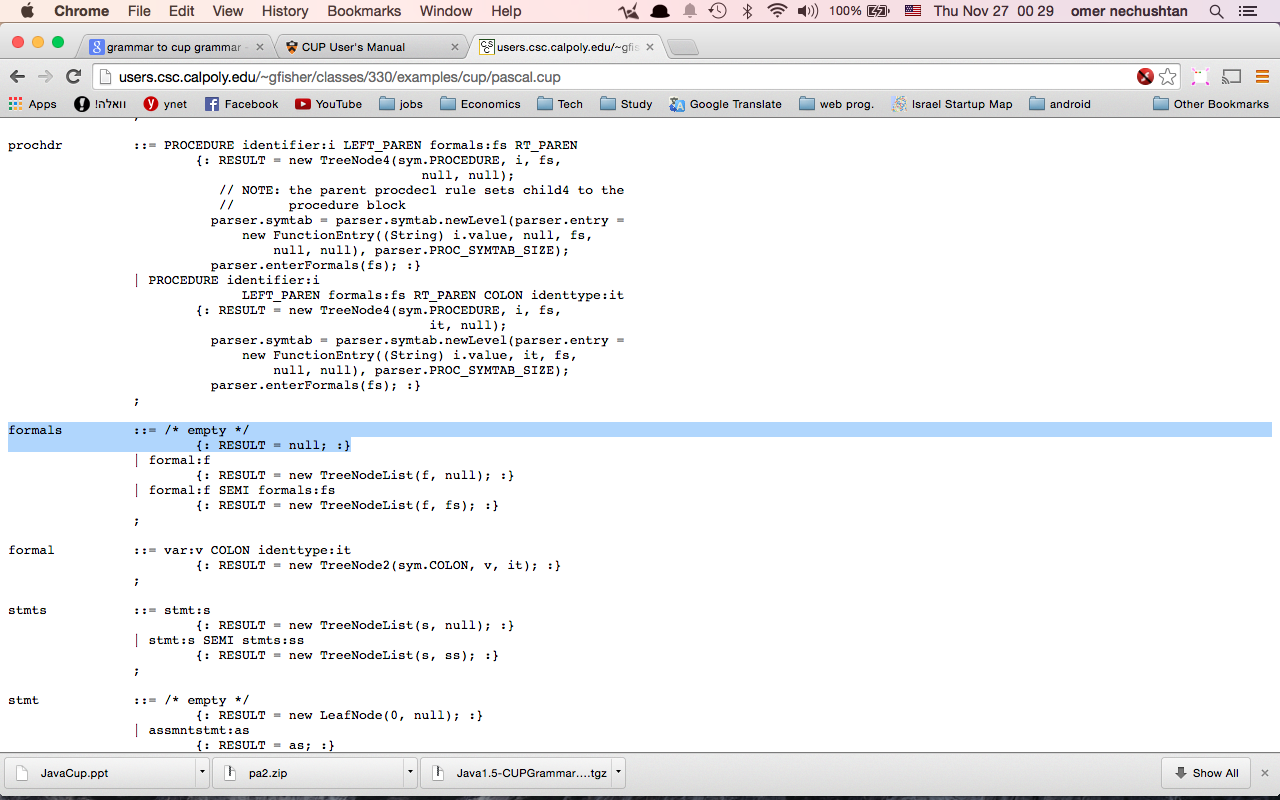 Chrome File Edit View History Bookmarks Window Help 100% Thu Nov 27 00 29 omer nechushtan
grammar to cup grammar - × CUP User's Manual × users.csc.calpoly.edu/~gfis ×
users.csc.calpoly.edu/~gfisher/classes/330/examples/cup/pascal.cup
Apps וואלה! ynet Facebook YouTube jobs Economics Tech Study Google Translate web prog. Israel Startup Map android Other Bookmarks
;
prochdr ::= PROCEDURE identifier:i LEFT_PAREN formals:fs RT_PAREN
{: RESULT = new TreeNode4(sym.PROCEDURE, i, fs,
null, null);
// NOTE: the parent procdecl rule sets child4 to the
// procedure block
parser.symtab = parser.symtab.newLevel(parser.entry =
new FunctionEntry((String) i.value, null, fs,
null, null), parser.PROC_SYMTAB_SIZE);
parser.enterFormals(fs); :}
| PROCEDURE identifier:i
LEFT_PAREN formals:fs RT_PAREN COLON identtype:it
{: RESULT = new TreeNode4(sym.PROCEDURE, i, fs,
it, null);
parser.symtab = parser.symtab.newLevel(parser.entry =
new FunctionEntry((String) i.value, it, fs,
null, null), parser.PROC_SYMTAB_SIZE);
parser.enterFormals(fs); :}
;
formals ::= /* empty */
{: RESULT = null; :}
| formal:f
{: RESULT = new TreeNodeList(f, null); :}
| formal:f SEMI formals:fs
{: RESULT = new TreeNodeList(f, fs); :}
;
formal ::= var:v COLON identtype:it
{: RESULT = new TreeNode2(sym.COLON, v, it); :}
;
stmts ::= stmt:s
{: RESULT = new TreeNodeList(s, null); :}
| stmt:s SEMI stmts:ss
{: RESULT = new TreeNodeList(s, ss); :}
;
stmt ::= /* empty */
{: RESULT = new LeafNode(0, null); :}
| assmntstmt:as
{: RESULT = as; :}
JavaCup.ppt pa2.zip Java1.5-CUPGrammar....tgz Show All ×